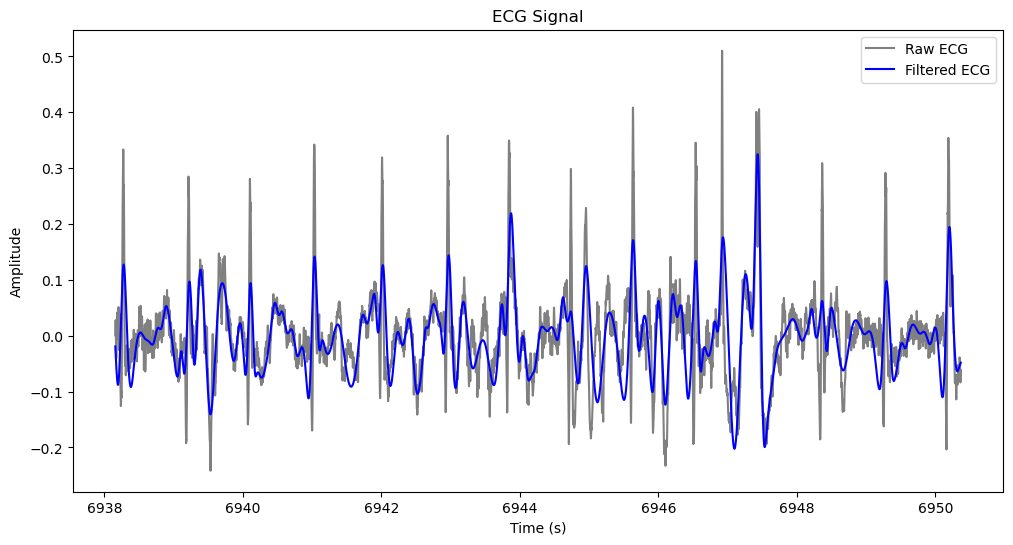 ECG Signal
Raw ECG
Filtered ECG
Amplitude
0.5
0.4
0.3
0.2
0.1
0.0
−0.1
−0.2
6938 6940 6942 6944 6946 6948 6950
Time (s)